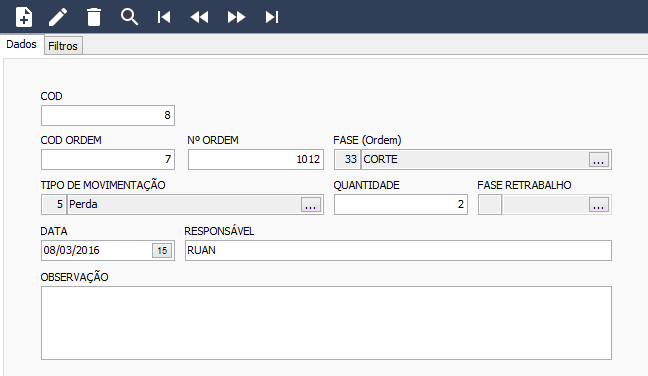 Dados Filtros
COD
8
COD ORDEM Nº ORDEM FASE (Ordem)
7 1012 33 CORTE ...
TIPO DE MOVIMENTAÇÃO QUANTIDADE FASE RETRABALHO
5 Perda ... 2 ...
DATA RESPONSÁVEL
08/03/2016 15 RUAN
OBSERVAÇÃO